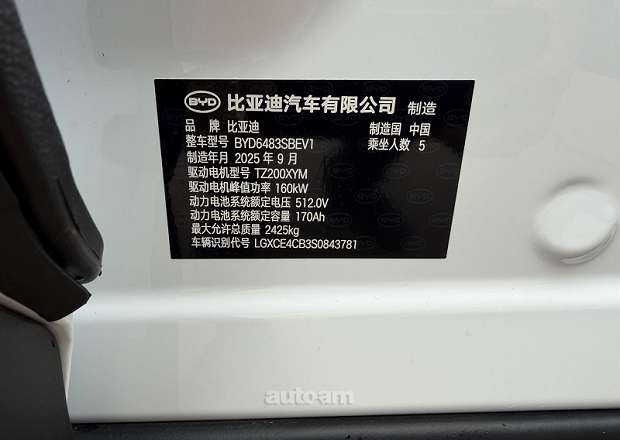 BYD 比亚迪汽车有限公司 制造
品 牌 比亚迪 制造国 中国
整车型号 BYD6483SBEV1 乘坐人数 5
制造年月 2025 年 9 月
驱动电机型号 TZ200XYM
驱动电机峰值功率 160kW
动力电池系统额定电压 512.0V
动力电池系统额定容量 170Ah
最大允许总质量 2425kg
车辆识别代号 LGXCE4CB3S0843781
autoam